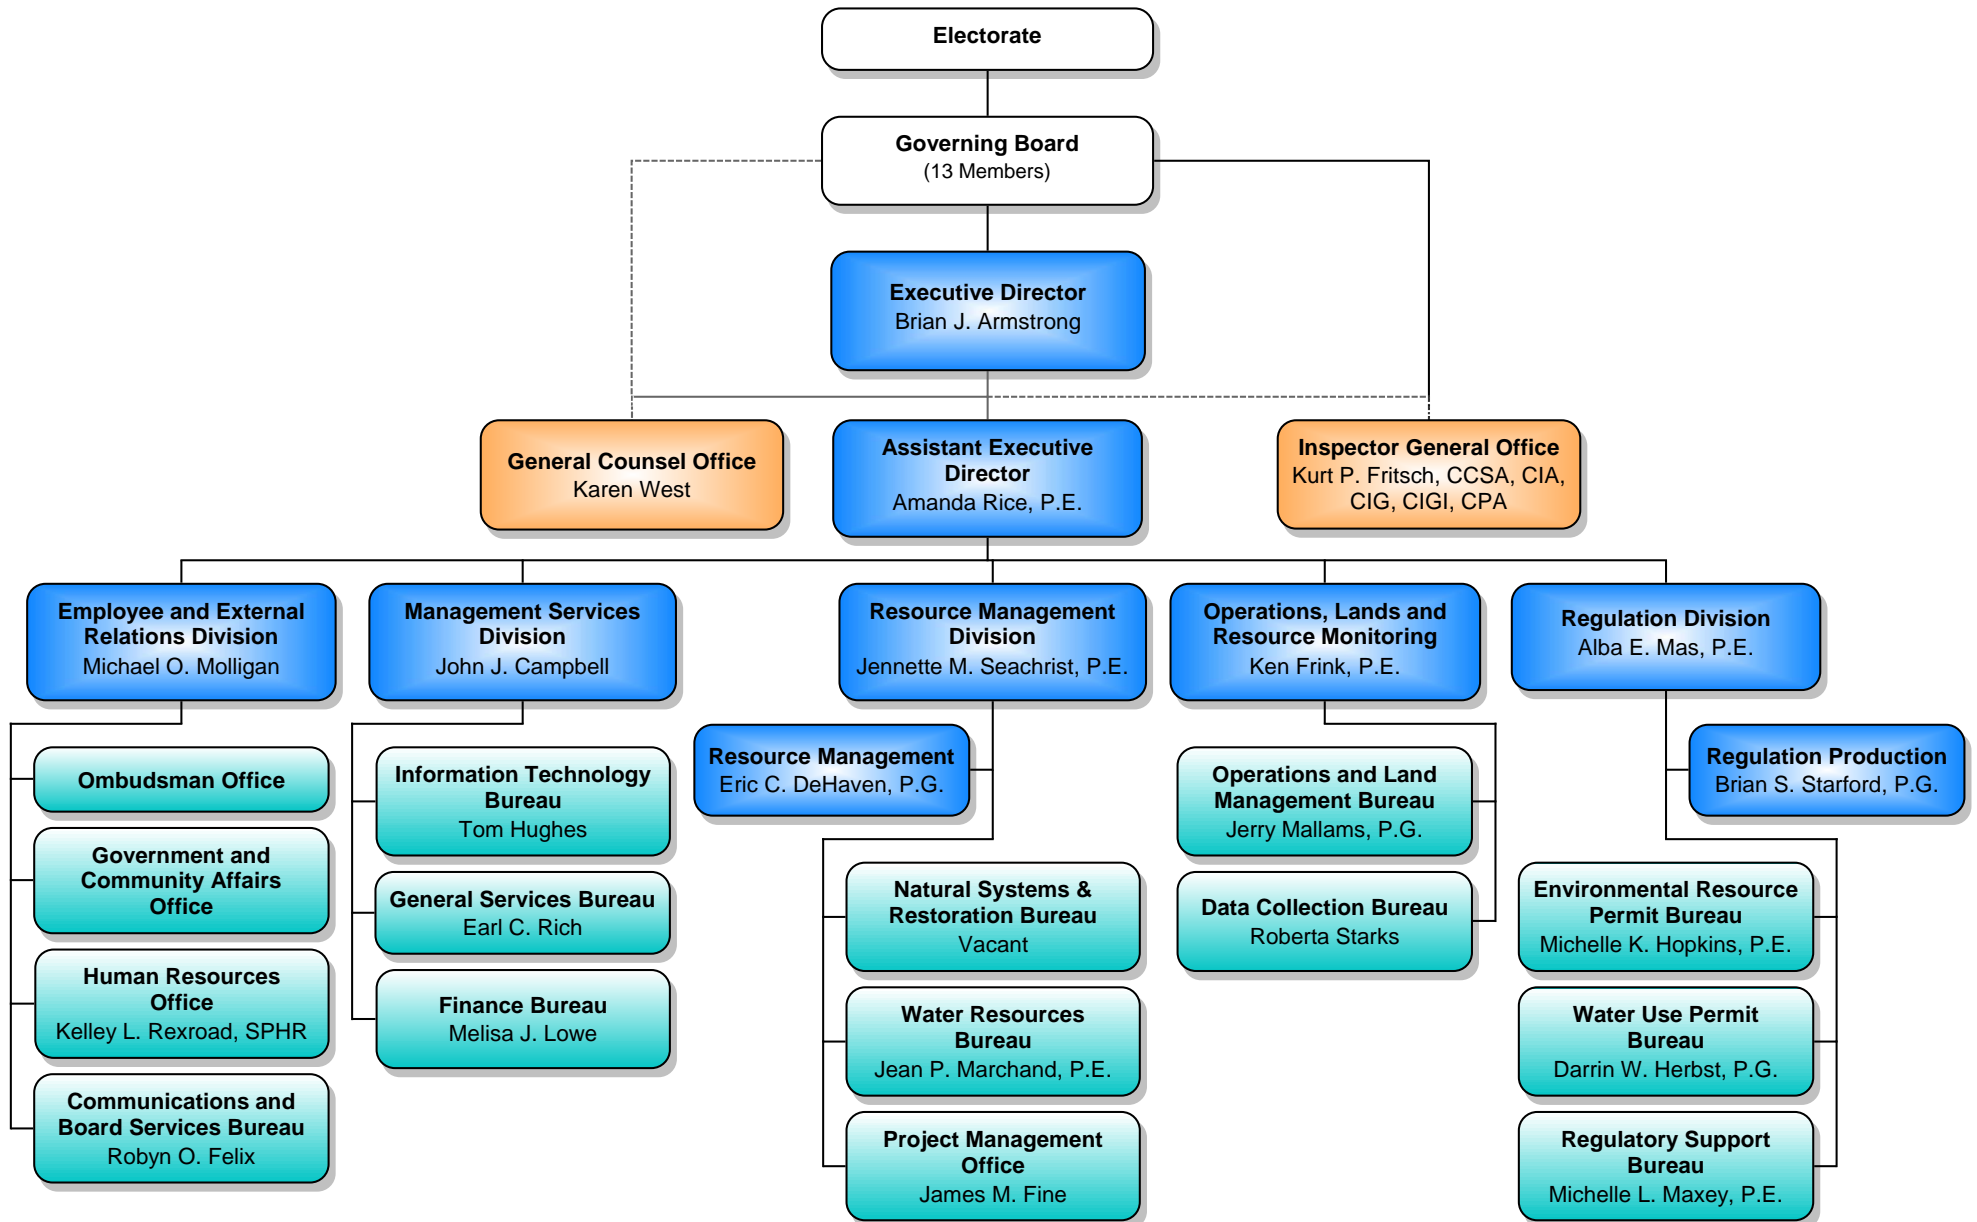 Electorate
Governing Board
(13 Members)
Executive Director
Brian J. Armstrong
General Counsel Office
Karen West
Assistant Executive
Director
Amanda Rice, P.E.
Inspector General Office
Kurt P. Fritsch, CCSA, CIA,
CIG, CIGI, CPA
Employee and External
Relations Division
Michael O. Molligan
Management Services
Division
John J. Campbell
Resource Management
Division
Jennette M. Seachrist, P.E.
Operations, Lands and
Resource Monitoring
Ken Frink, P.E.
Regulation Division
Alba E. Mas, P.E.
Ombudsman Office
Government and
Community Affairs
Office
Human Resources
Office
Kelley L. Rexroad, SPHR
Communications and
Board Services Bureau
Robyn O. Felix
Information Technology
Bureau
Tom Hughes
General Services Bureau
Earl C. Rich
Finance Bureau
Melisa J. Lowe
Resource Management
Eric C. DeHaven, P.G.
Natural Systems &
Restoration Bureau
Vacant
Water Resources
Bureau
Jean P. Marchand, P.E.
Project Management
Office
James M. Fine
Operations and Land
Management Bureau
Jerry Mallams, P.G.
Data Collection Bureau
Roberta Starks
Regulation Production
Brian S. Starford, P.G.
Environmental Resource
Permit Bureau
Michelle K. Hopkins, P.E.
Water Use Permit
Bureau
Darrin W. Herbst, P.G.
Regulatory Support
Bureau
Michelle L. Maxey, P.E.